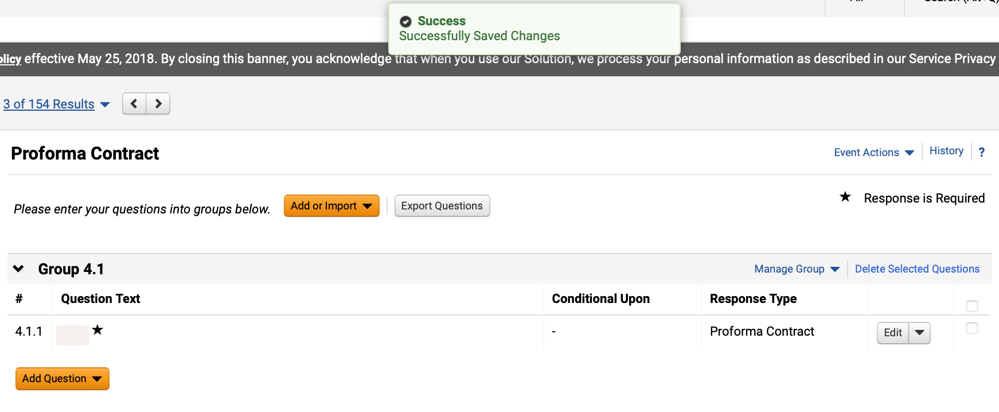 Success
Successfully Saved Changes
olicy effective May 25, 2018. By closing this banner, you acknowledge that when you use our Solution, we process your personal information as described in our Service Privacy
3 of 154 Results
Proforma Contract
Event Actions History ?
Please enter your questions into groups below. Add or Import Export Questions ★ Response is Required
Group 4.1 Manage Group Delete Selected Questions
# Question Text Conditional Upon Response Type
4.1.1 ★ - Proforma Contract Edit
Add Question